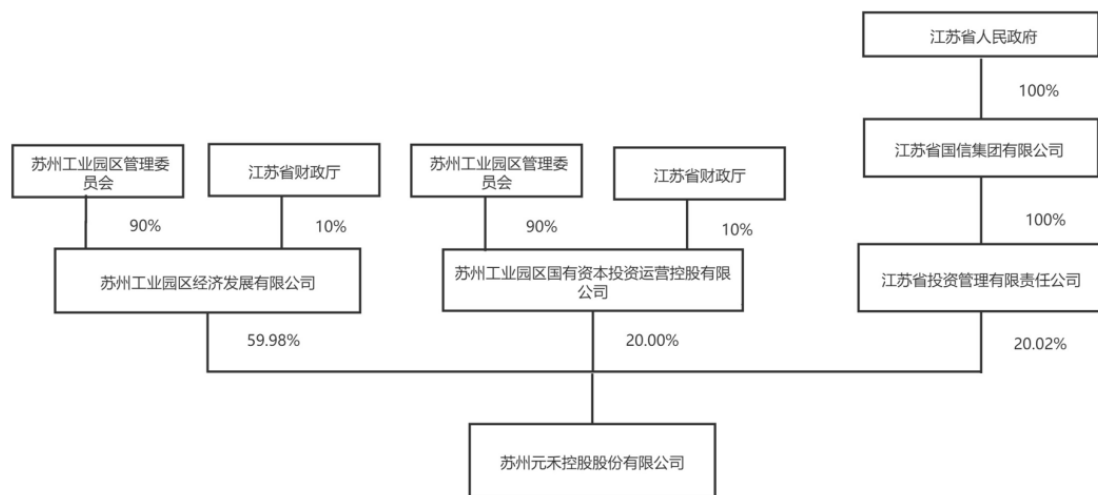 江苏省人民政府
100%
苏州工业园区管理委
员会
江苏省财政厅
苏州工业园区管理委
员会
江苏省财政厅
江苏省国信集团有限公司
90%
10%
90%
10%
100%
苏州工业园区经济发展有限公司
苏州工业园区国有资本投资运营控股有限
公司
江苏省投资管理有限责任公司
59.98%
20.00%
20.02%
苏州元禾控股股份有限公司